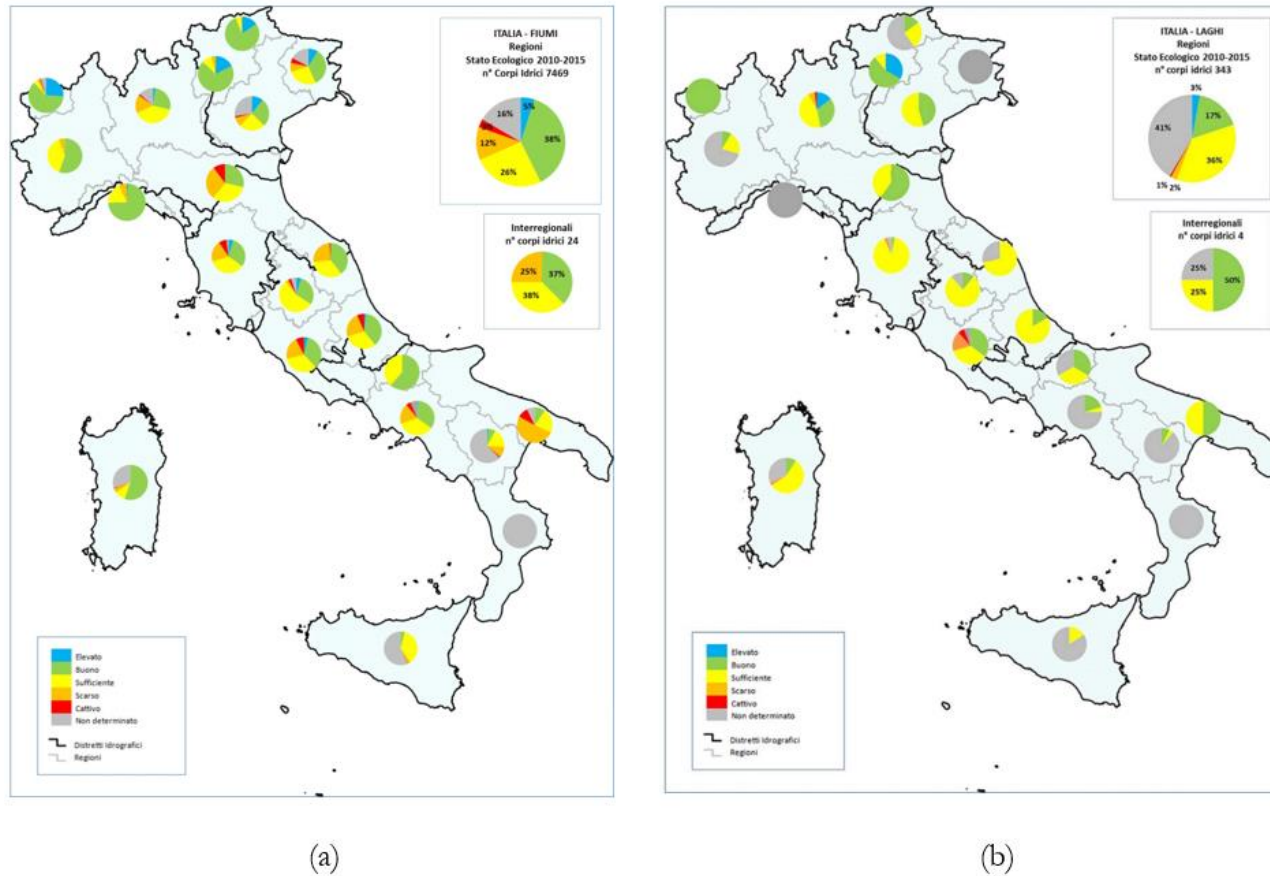 ITALIA - FIUMI
Regioni
Stato Ecologico 2010-2015
n° Corpi Idrici 7469
5%
16%
38%
12%
26%
Interregionali
n° corpi idrici 24
25%
37%
38%
Elevato
Buono
Sufficiente
Scarso
Cattivo
Non determinato
Distretti Idrografici
Regioni
(a)
ITALIA - LAGHI
Regioni
Stato Ecologico 2010-2015
n° corpi idrici 343
3%
17%
41%
36%
1%
2%
Interregionali
n° corpi idrici 4
25%
50%
25%
Elevato
Buono
Sufficiente
Scarso
Cattivo
Non determinato
Distretti Idrografici
Regioni
(b)